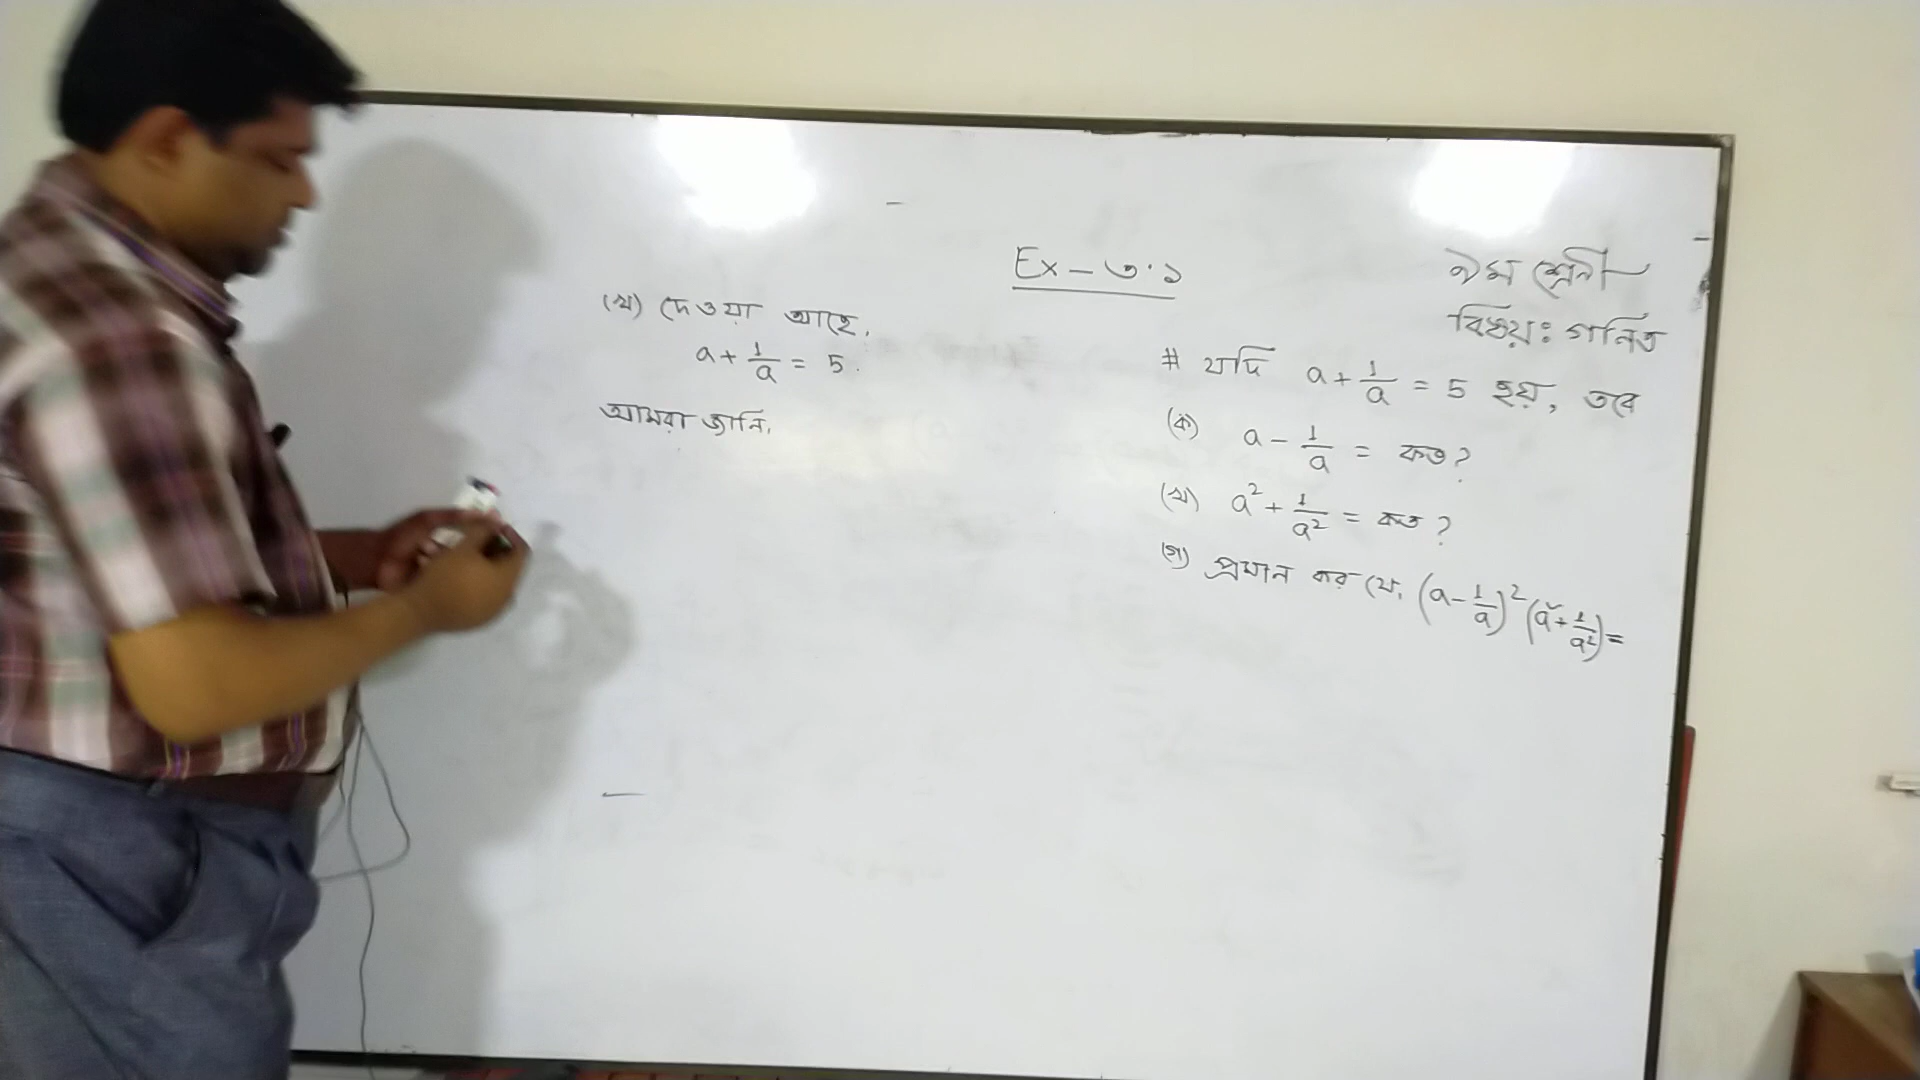 Ex - ৩.১
৯ম শ্রেনী
বিষয়ঃ গনিত
# যদি a + 1/a = 5 হয়, তবে
(ক) a - 1/a = কত?
(খ) a² + 1/a² = কত?
(গ) প্রমান কর যে, (a - 1/a)² (a² + 1/a²) =
(খ) দেওয়া আছে,
a + 1/a = 5.
আমরা জানি,